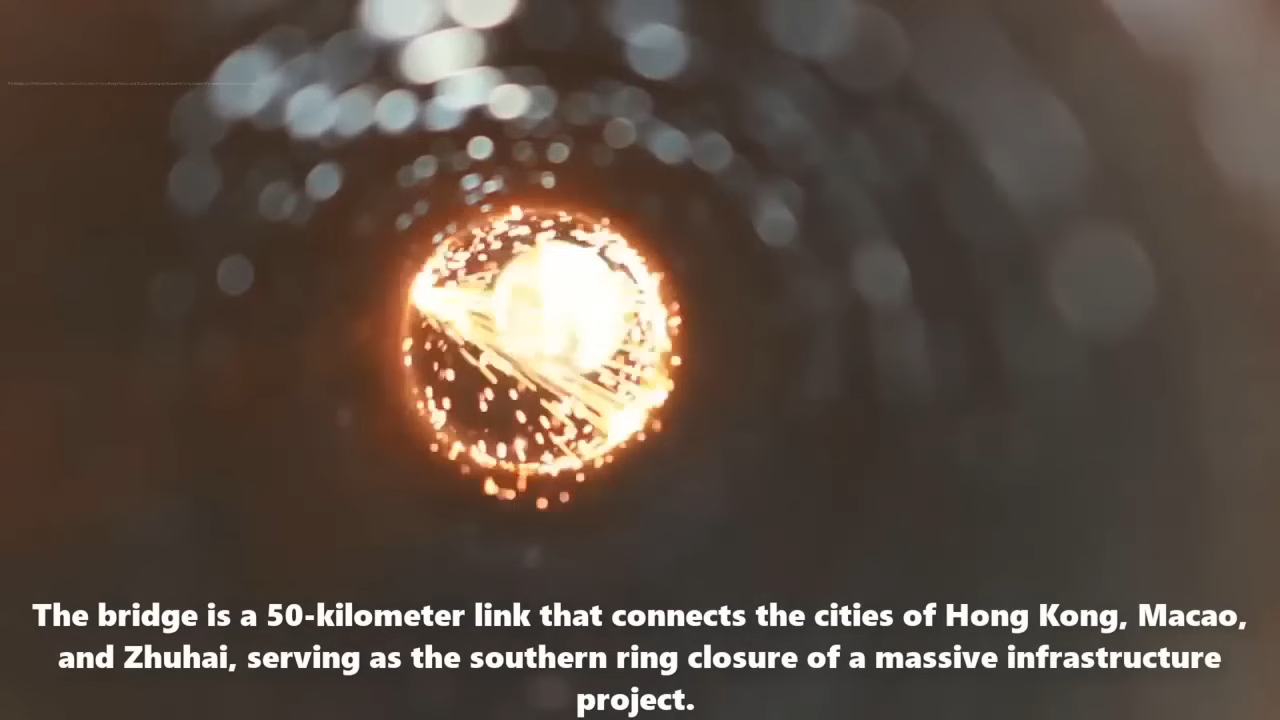 The bridge is a 50-kilometer link that connects the cities of Hong Kong, Macao,
and Zhuhai, serving as the southern ring closure of a massive infrastructure
project.